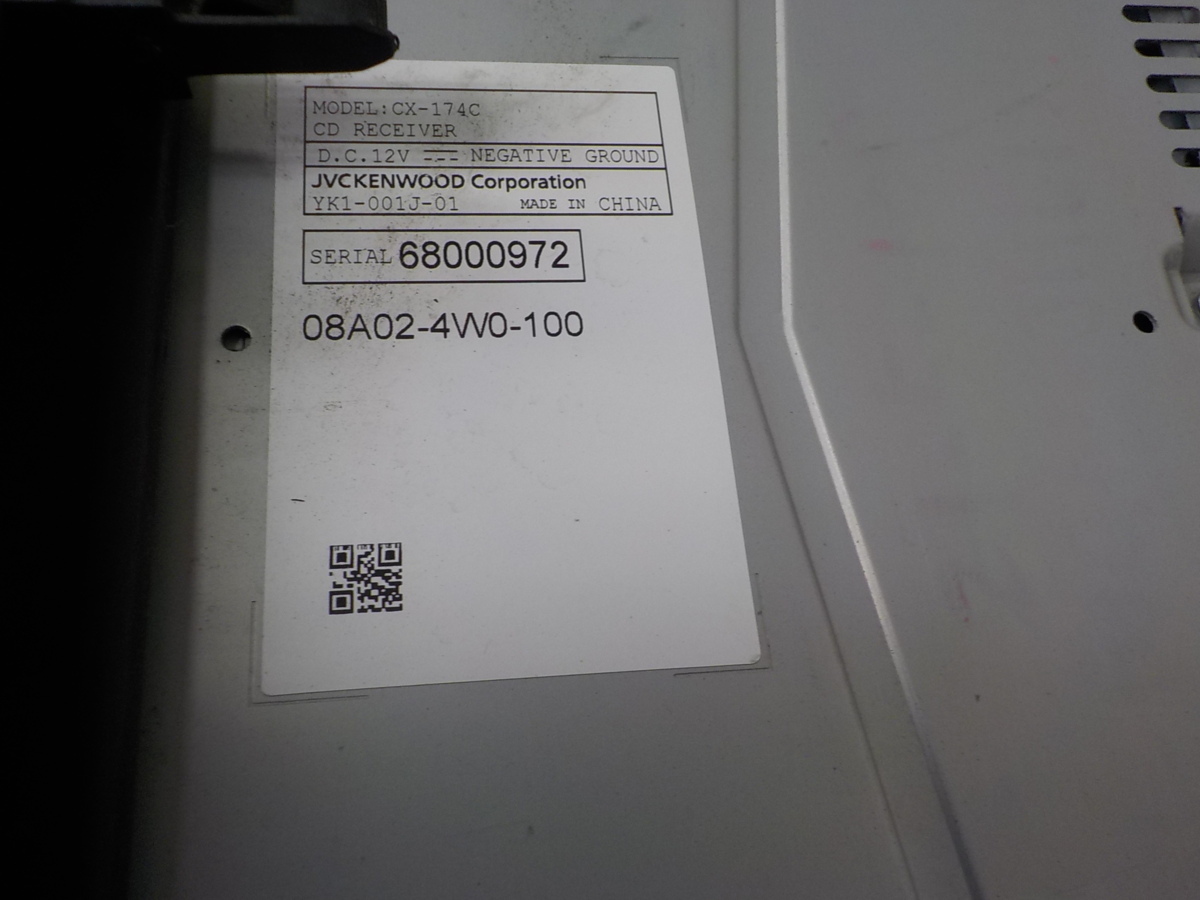 MODEL:CX-174C
CD RECEIVER
D.C.12V ⎓ NEGATIVE GROUND
JVCKENWOOD Corporation
YK1-001J-01 MADE IN CHINA
SERIAL 68000972
08A02-4W0-100